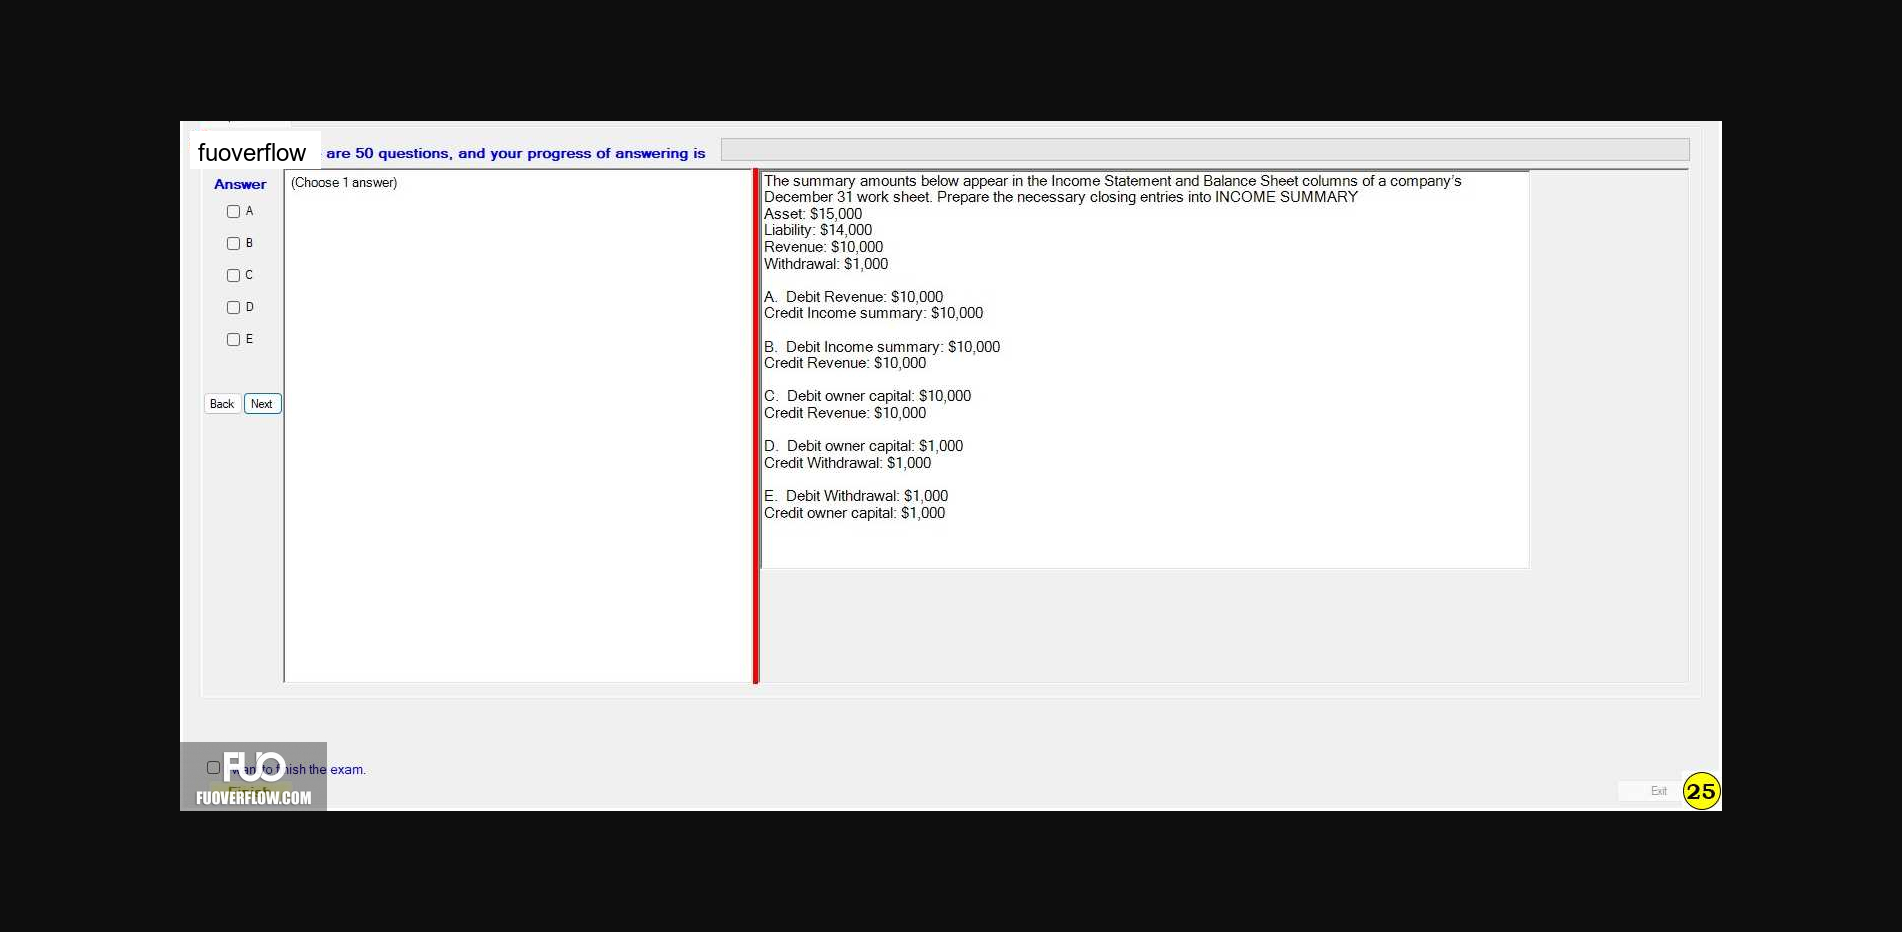 fuoverflow are 50 questions, and your progress of answering is
Answer
(Choose 1 answer)
A
B
C
D
E
Back Next
The summary amounts below appear in the Income Statement and Balance Sheet columns of a company's
December 31 work sheet. Prepare the necessary closing entries into INCOME SUMMARY
Asset: $15,000
Liability: $14,000
Revenue: $10,000
Withdrawal: $1,000
A. Debit Revenue: $10,000
Credit Income summary: $10,000
B. Debit Income summary: $10,000
Credit Revenue: $10,000
C. Debit owner capital: $10,000
Credit Revenue: $10,000
D. Debit owner capital: $1,000
Credit Withdrawal: $1,000
E. Debit Withdrawal: $1,000
Credit owner capital: $1,000
FUO
the exam.
FUOVERFLOW.COM
Exit
25